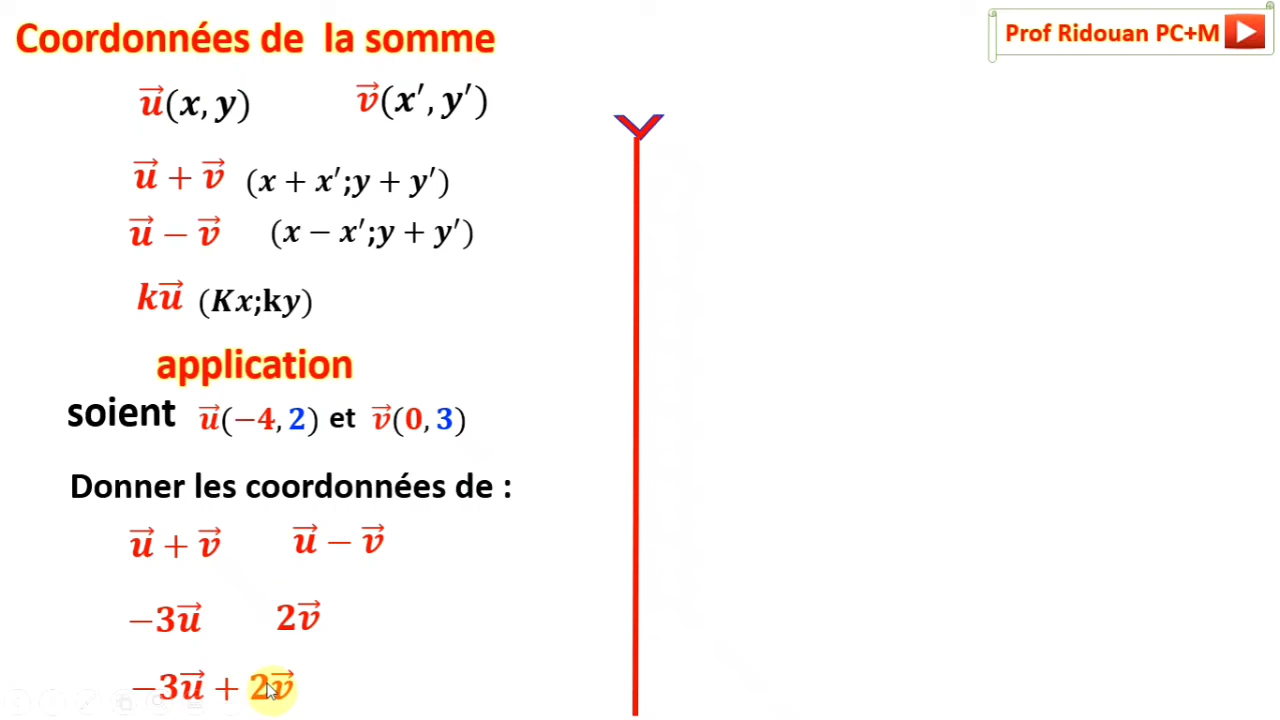 Coordonnées de la somme
Prof Ridouan PC+M
u⃗(x, y) v⃗(x′, y′)
u⃗ + v⃗ (x + x′;y + y′)
u⃗ − v⃗ (x − x′;y + y′)
ku⃗ (Kx;ky)
application
soient u⃗(−4, 2) et v⃗(0, 3)
Donner les coordonnées de :
u⃗ + v⃗ u⃗ − v⃗
−3u⃗ 2v⃗
−3u⃗ + 2v⃗